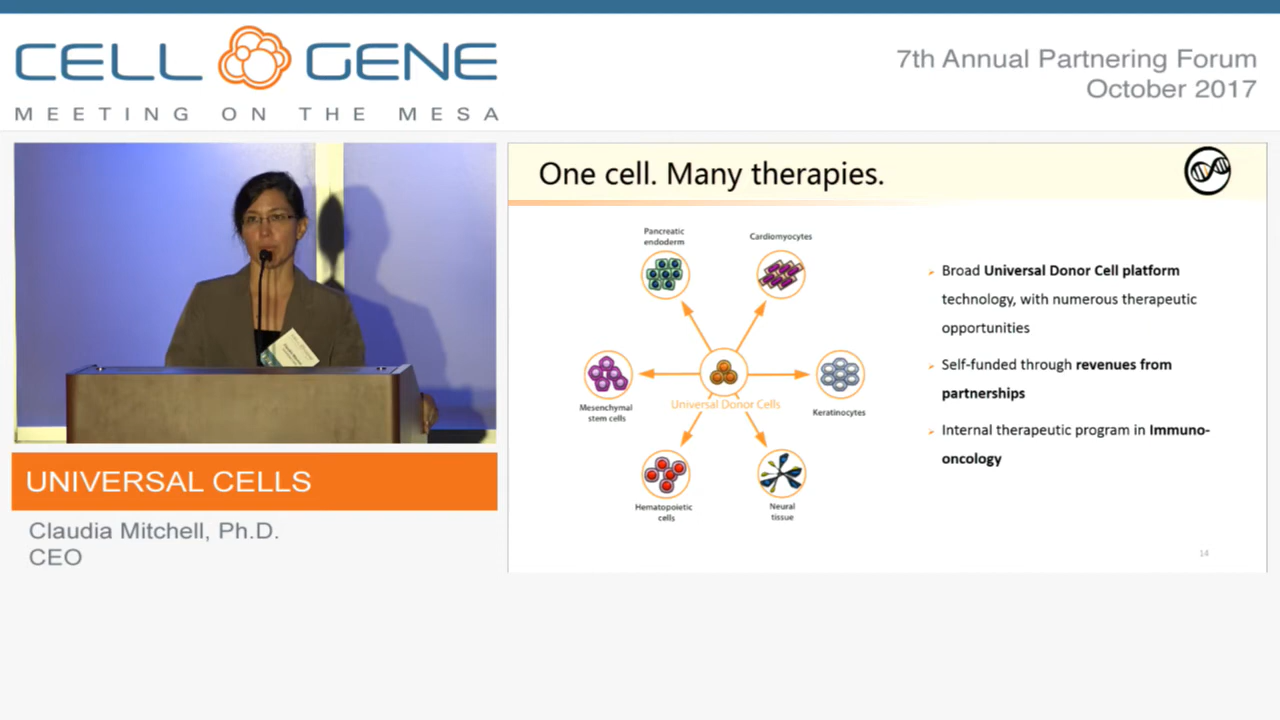 CELL GENE
MEETING ON THE MESA
7th Annual Partnering Forum
October 2017
One cell. Many therapies.
Pancreatic
endoderm
Cardiomyocytes
Mesenchymal
stem cells
Universal Donor Cells
Keratinocytes
Hematopoietic
cells
Neural
tissue
Broad Universal Donor Cell platform
technology, with numerous therapeutic
opportunities
Self-funded through revenues from
partnerships
Internal therapeutic program in Immuno-
oncology
14
UNIVERSAL CELLS
Claudia Mitchell, Ph.D.
CEO